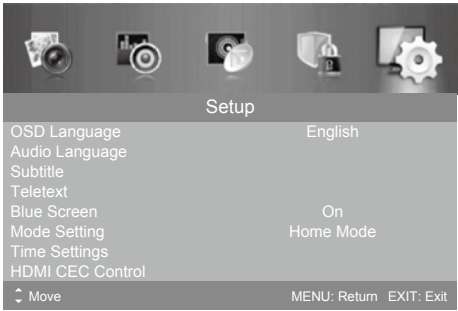 Setup
OSD Language English
Audio Language
Subtitle
Teletext
Blue Screen On
Mode Setting Home Mode
Time Settings
HDMI CEC Control
Move MENU: Return EXIT: Exit